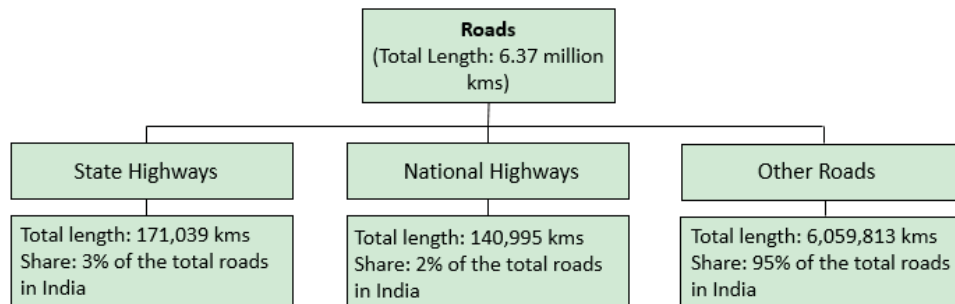 Roads
(Total Length: 6.37 million
kms)
State Highways
National Highways
Other Roads
Total length: 171,039 kms
Share: 3% of the total roads
in India
Total length: 140,995 kms
Share: 2% of the total roads
in India
Total length: 6,059,813 kms
Share: 95% of the total roads
in India